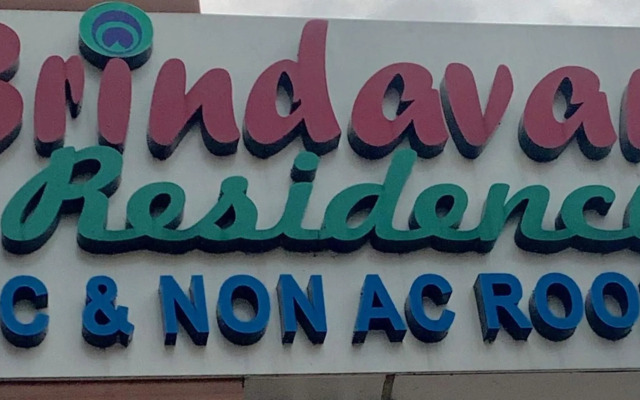 Brindava
Residenc
C & NON AC ROO